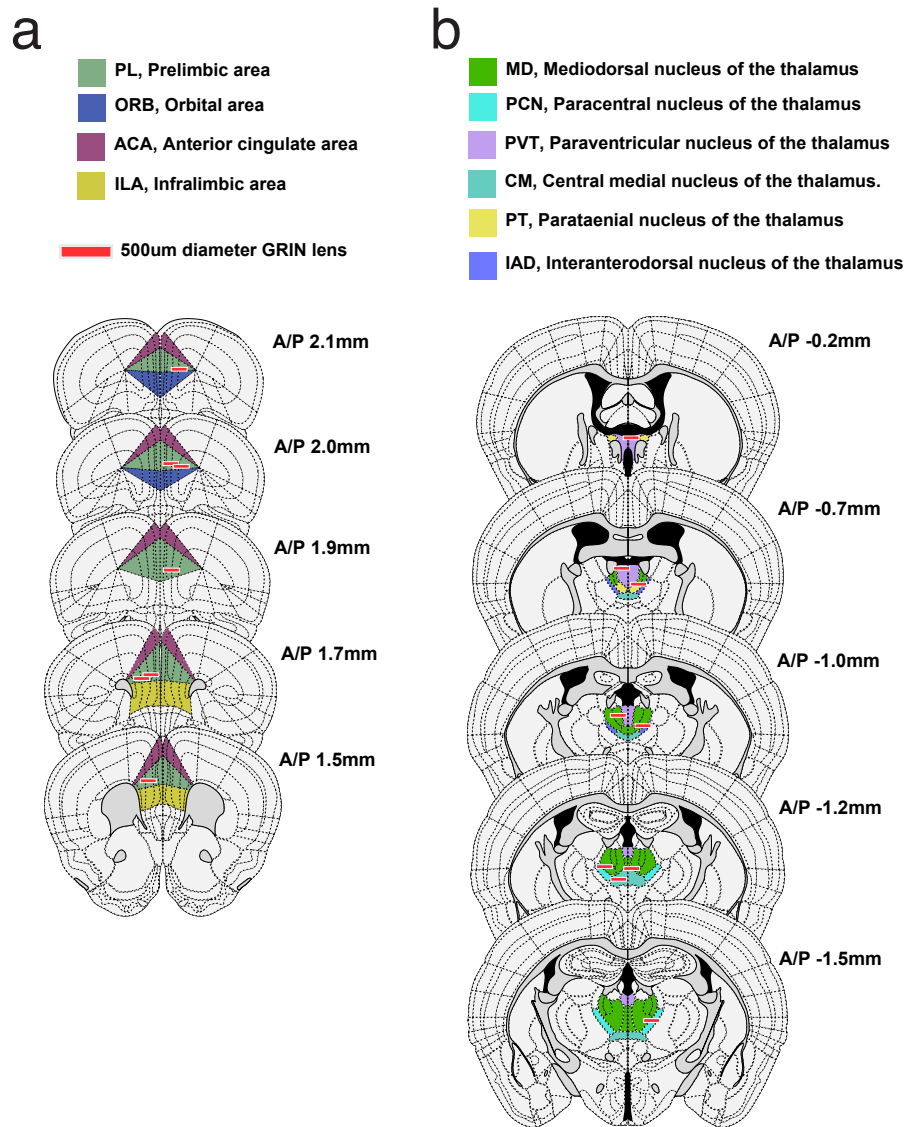 a
PL, Prelimbic area
ORB, Orbital area
ACA, Anterior cingulate area
ILA, Infralimbic area
500um diameter GRIN lens
A/P 2.1mm
A/P 2.0mm
A/P 1.9mm
A/P 1.7mm
A/P 1.5mm
b
MD, Mediodorsal nucleus of the thalamus
PCN, Paracentral nucleus of the thalamus
PVT, Paraventricular nucleus of the thalamus
CM, Central medial nucleus of the thalamus.
PT, Parataenial nucleus of the thalamus
IAD, Interanterodorsal nucleus of the thalamus
A/P -0.2mm
A/P -0.7mm
A/P -1.0mm
A/P -1.2mm
A/P -1.5mm